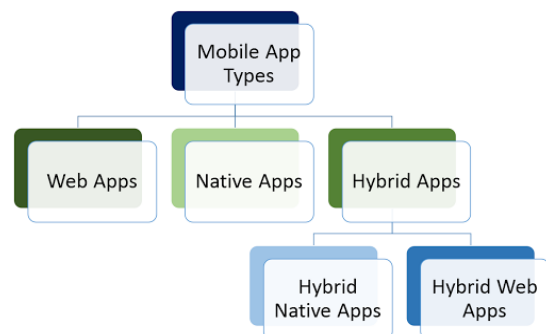 Mobile App
Types
Web Apps
Native Apps
Hybrid Apps
Hybrid
Native Apps
Hybrid Web
Apps